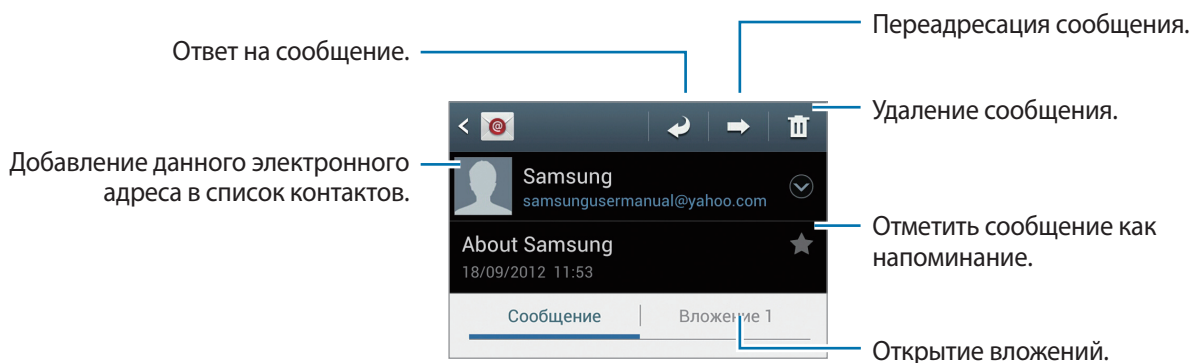 Переадресация сообщения.
Ответ на сообщение.
Удаление сообщения.
Добавление данного электронного
адреса в список контактов.
Samsung
samsungusermanual@yahoo.com
About Samsung
18/09/2012 11:53
Отметить сообщение как
напоминание.
Сообщение
Вложение 1
Открытие вложений.